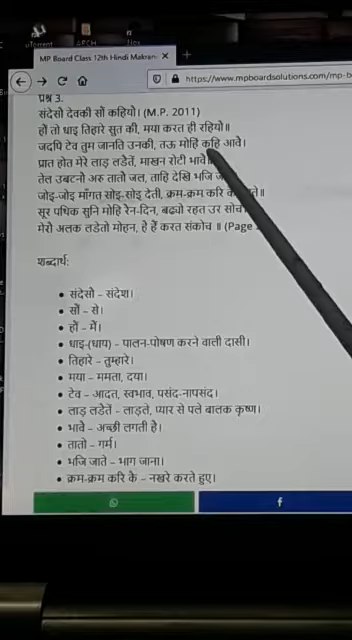 uTorrent
MP Board Class 12th Hindi Makran
https://www.mpboardsolutions.com/mp-b
प्रश्न 3.
संदेसो देवकी सों कहियो। (M.P. 2011)
हों तो धाइ तिहारे सुत की, मया करत ही रहियो॥
जदपि टेव तुम जानति उनकी, तऊ मोहिं कहि आवे।
प्रात होत मेरे लाड़ लडैतें, माखन रोटी भावे॥
तेल उबटनो अरु तातो जल, ताहि देखि भजि
जोइ-जोइ माँगत सोइ-सोइ देती, क्रम-क्रम करि
सूर पथिक सुनि मोहि रेन-दिन, बढ्यो रहत उर सोच
मेरो अलक लडेतो मोहन, हे हें करत संकोच ॥ (Page
शब्दार्थ:
• संदेसौ – संदेश।
• सौं – से।
• हों – में।
• धाइ-(धाप) – पालन-पोषण करने वाली दासी।
• तिहारे – तुम्हारे।
• मया – ममता, दया।
• टेव – आदत, स्वभाव, पसंद-नापसंद।
• लाड़ लडैतें – लाड़ले, प्यार से पले बालक कृष्ण।
• भावे – अच्छी लगती है।
• तातो – गर्म।
• भजि जाते – भाग जाना।
• क्रम-क्रम करि कै – नखरे करते हुए।
f